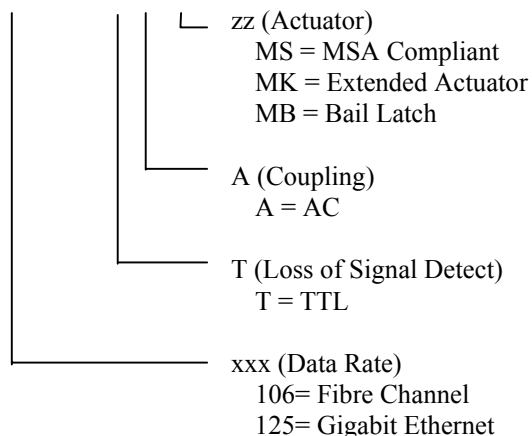 zz (Actuator)
MS = MSA Compliant
MK = Extended Actuator
MB = Bail Latch
A (Coupling)
A = AC
T (Loss of Signal Detect)
T = TTL
xxx (Data Rate)
106= Fibre Channel
125= Gigabit Ethernet